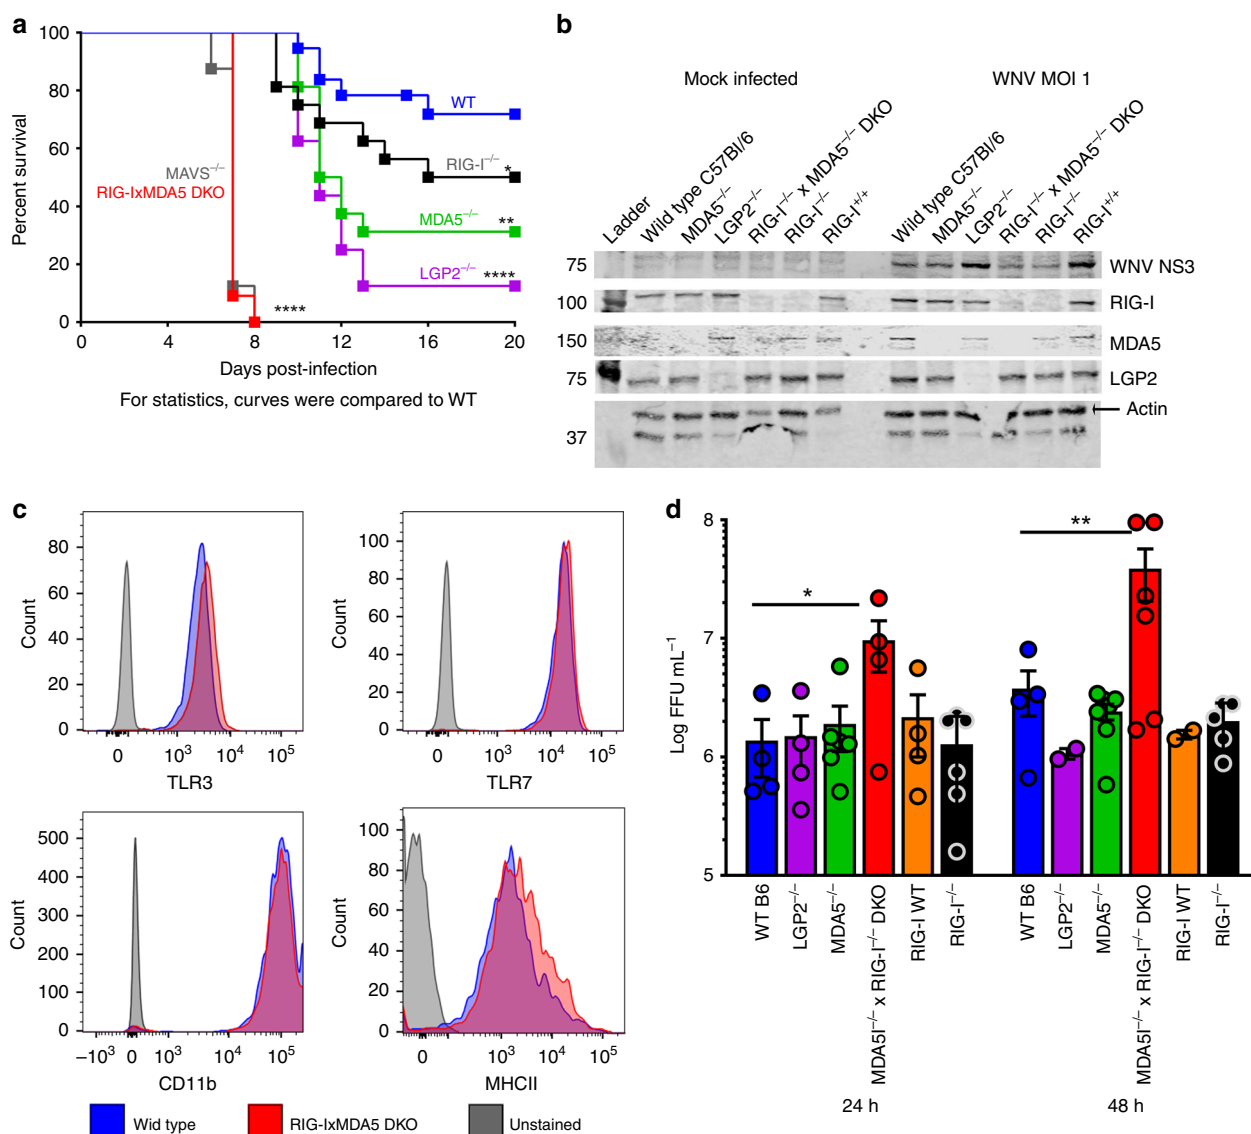 a
100
80
60
40
20
0
Percent survival
WT
RIG-I⁻/⁻
*
MAVS⁻/⁻
RIG-IxMDA5 DKO
MDA5⁻/⁻
**
LGP2⁻/⁻
****
****
0 4 8 12 16 20
Days post-infection
For statistics, curves were compared to WT
b
Mock infected
WNV MOI 1
Ladder
Wild type C57Bl/6
MDA5⁻/⁻
LGP2⁻/⁻
RIG-I⁻/⁻ x MDA5⁻/⁻ DKO
RIG-I⁻/⁻
RIG-I⁺/⁺
Wild type C57Bl/6
MDA5⁻/⁻
LGP2⁻/⁻
RIG-I⁻/⁻ x MDA5⁻/⁻ DKO
RIG-I⁻/⁻
RIG-I⁺/⁺
75 WNV NS3
100 RIG-I
150 MDA5
75 LGP2
Actin
37
c
80
60
40
20
0
Count
0 10³ 10⁴ 10⁵
TLR3
100
80
60
40
20
0
Count
0 10³ 10⁴ 10⁵
TLR7
500
400
300
200
100
0
Count
−10³ 0 10³ 10⁴ 10⁵
CD11b
100
80
60
40
20
0
Count
0 10³ 10⁴ 10⁵
MHCII
Wid type
RIG-IxMDA5 DKO
Unstained
d
8
7
6
5
Log FFU mL⁻¹
*
**
WT B6
LGP2⁻/⁻
MDA5⁻/⁻
MDA5I⁻/⁻ x RIG-I⁻/⁻ DKO
RIG-I WT
RIG-I⁻/⁻
WT B6
LGP2⁻/⁻
MDA5⁻/⁻
MDA5I⁻/⁻ x RIG-I⁻/⁻ DKO
RIG-I WT
RIG-I⁻/⁻
24 h
48 h